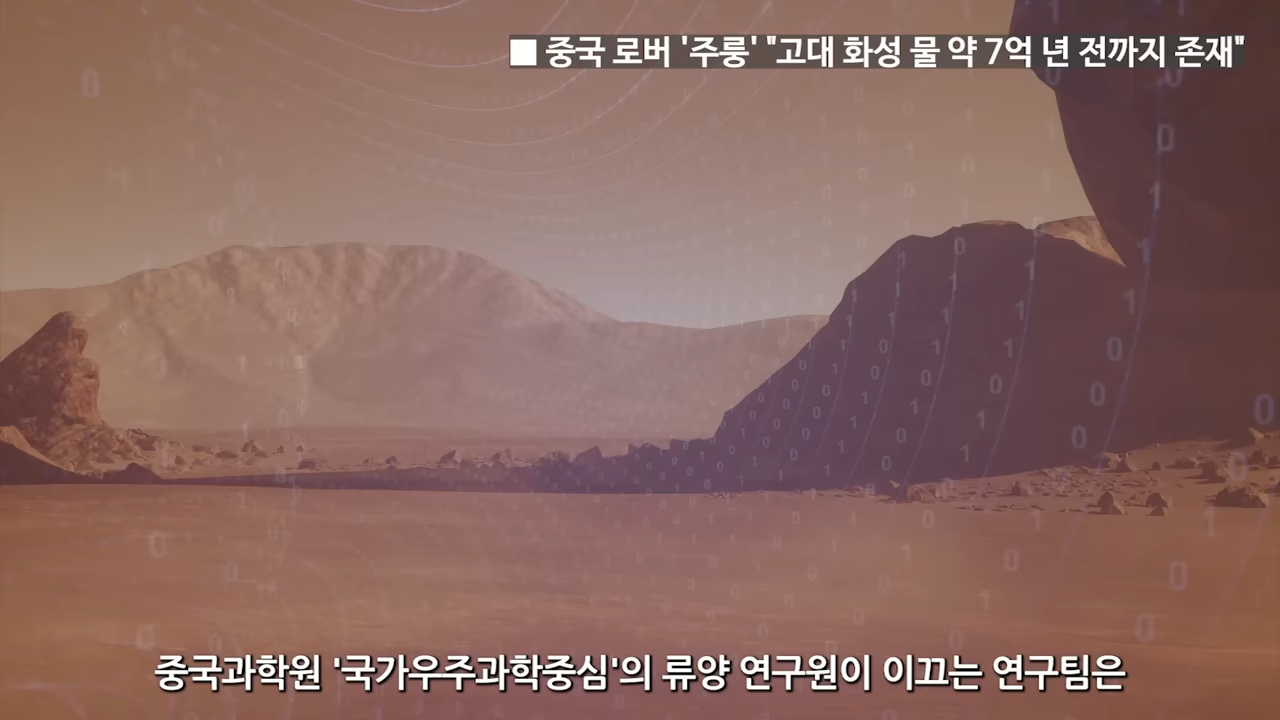 ■ 중국 로버 '주룽' "고대 화성 물 약 7억 년 전까지 존재"
중국과학원 '국가우주과학중심'의 류양 연구원이 이끄는 연구팀은